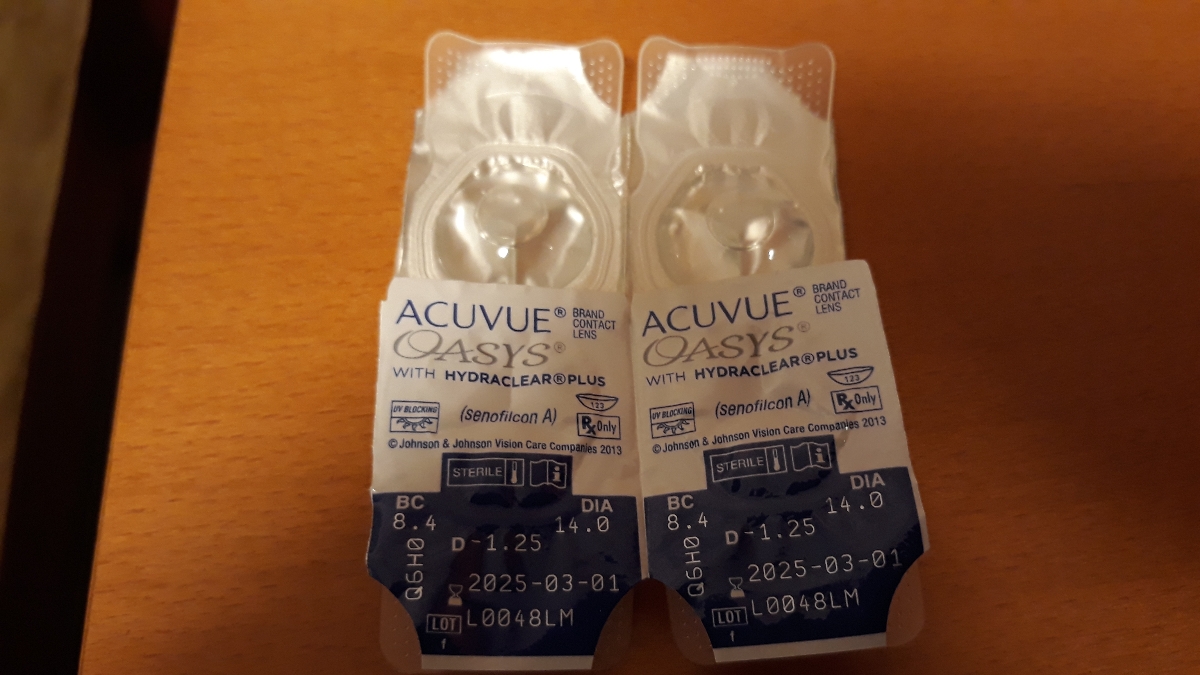 ACUVUE® BRAND
CONTACT
LENS
OASYS®
WITH HYDRACLEAR®PLUS
123
UV BLOCKING
(senofilcon A)
Rx Only
©Johnson & Johnson Vision Care Companies 2013
STERILE i
BC
DIA
8.4
14.0
D -1.25
Q6H0
2025-03-01
LOT L0048LM
f
ACUVUE® BRAND
CONTACT
LENS
OASYS®
WITH HYDRACLEAR®PLUS
123
UV BLOCKING
(senofilcon A)
Rx Only
©Johnson & Johnson Vision Care Companies 2013
STERILE i
BC
DIA
8.4
14.0
D -1.25
Q6H0
2025-03-01
LOT L0048LM
f